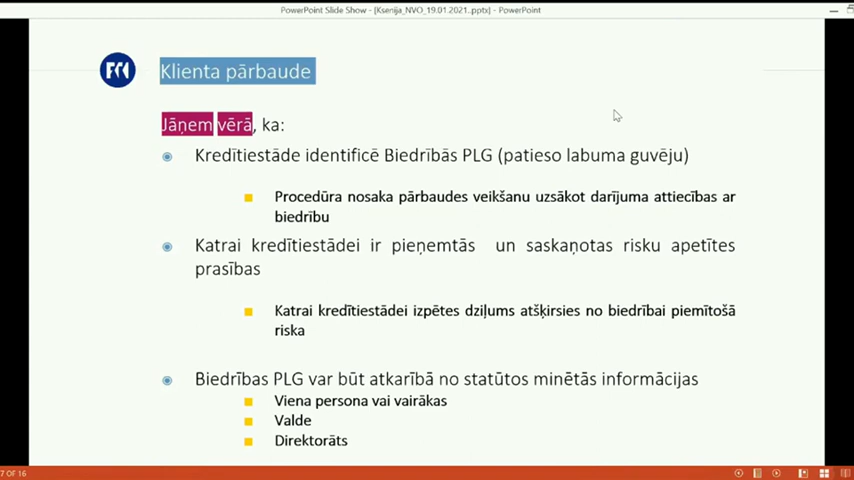 PowerPoint Slide Show - [Ksenija_NVO_19.01.2021.pptx] - PowerPoint
Klienta pārbaude
Jāņem vērā, ka:
Kredītiestāde identificē Biedrībās PLG (patieso labuma guvēju)
Procedūra nosaka pārbaudes veikšanu uzsākot darījuma attiecības ar
biedrību
Katrai kredītiestādei ir pieņemtās un saskaņotas risku apetītes
prasības
Katrai kredītiestādei izpētes dziļums atšķirsies no biedrībai piemītošā
riska
Biedrības PLG var būt atkarībā no statūtos minētās informācijas
Viena persona vai vairākas
Valde
Direktorāts
7 OF 16